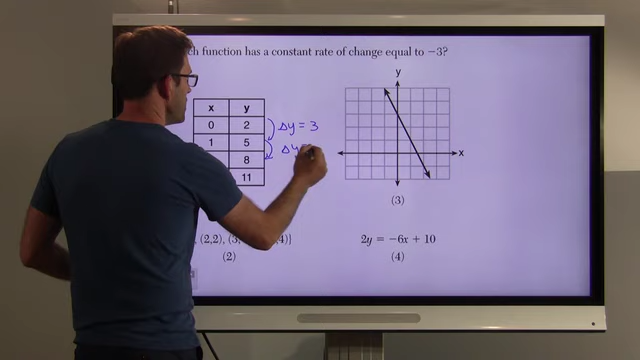 ch function has a constant rate of change equal to −3?
x y
0 2
1 5
8
11
Δy = 3
Δy =
y
x
(3)
, (2,2), (3, ,4)}
(2)
2y = −6x + 10
(4)